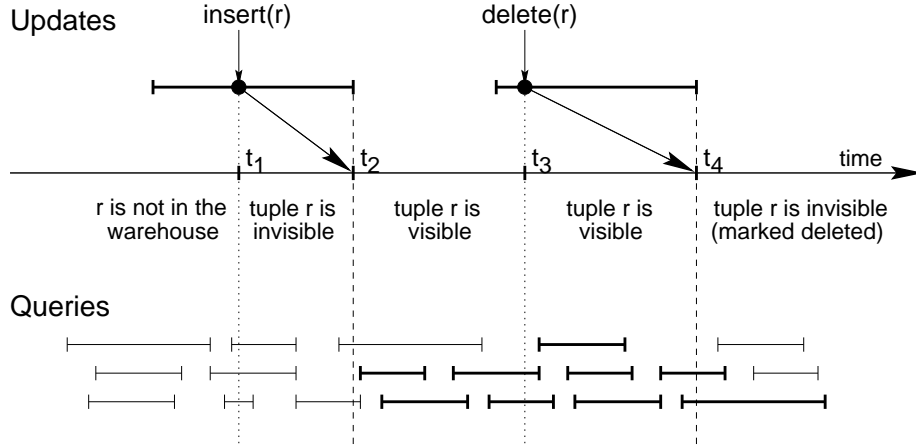 Updates
insert(r)
delete(r)
t1
t2
t3
t4
time
r is not in the
warehouse
tuple r is
invisible
tuple r is
visible
tuple r is
visible
tuple r is invisible
(marked deleted)
Queries